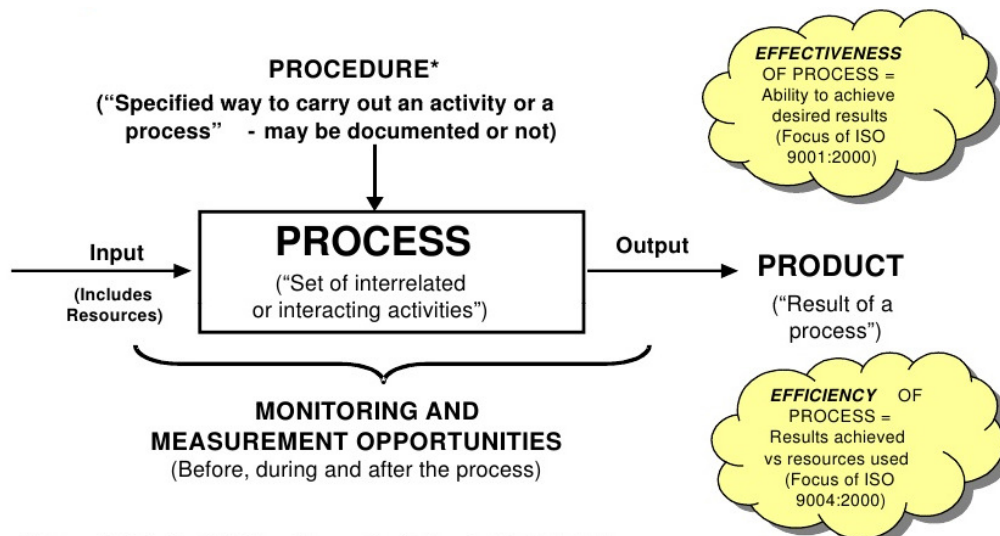 PROCEDURE*
(“Specified way to carry out an activity or a
process”   - may be documented or not)
EFFECTIVENESS
OF PROCESS =
Ability to achieve
desired results
(Focus of ISO
9001:2000)
Input
(Includes
Resources)
PROCESS
(“Set of interrelated
or interacting activities”)
Output
PRODUCT
(“Result of a
process”)
MONITORING AND
MEASUREMENT OPPORTUNITIES
(Before, during and after the process)
EFFICIENCY   OF
PROCESS =
Results achieved
vs resources used
(Focus of ISO
9004:2000)